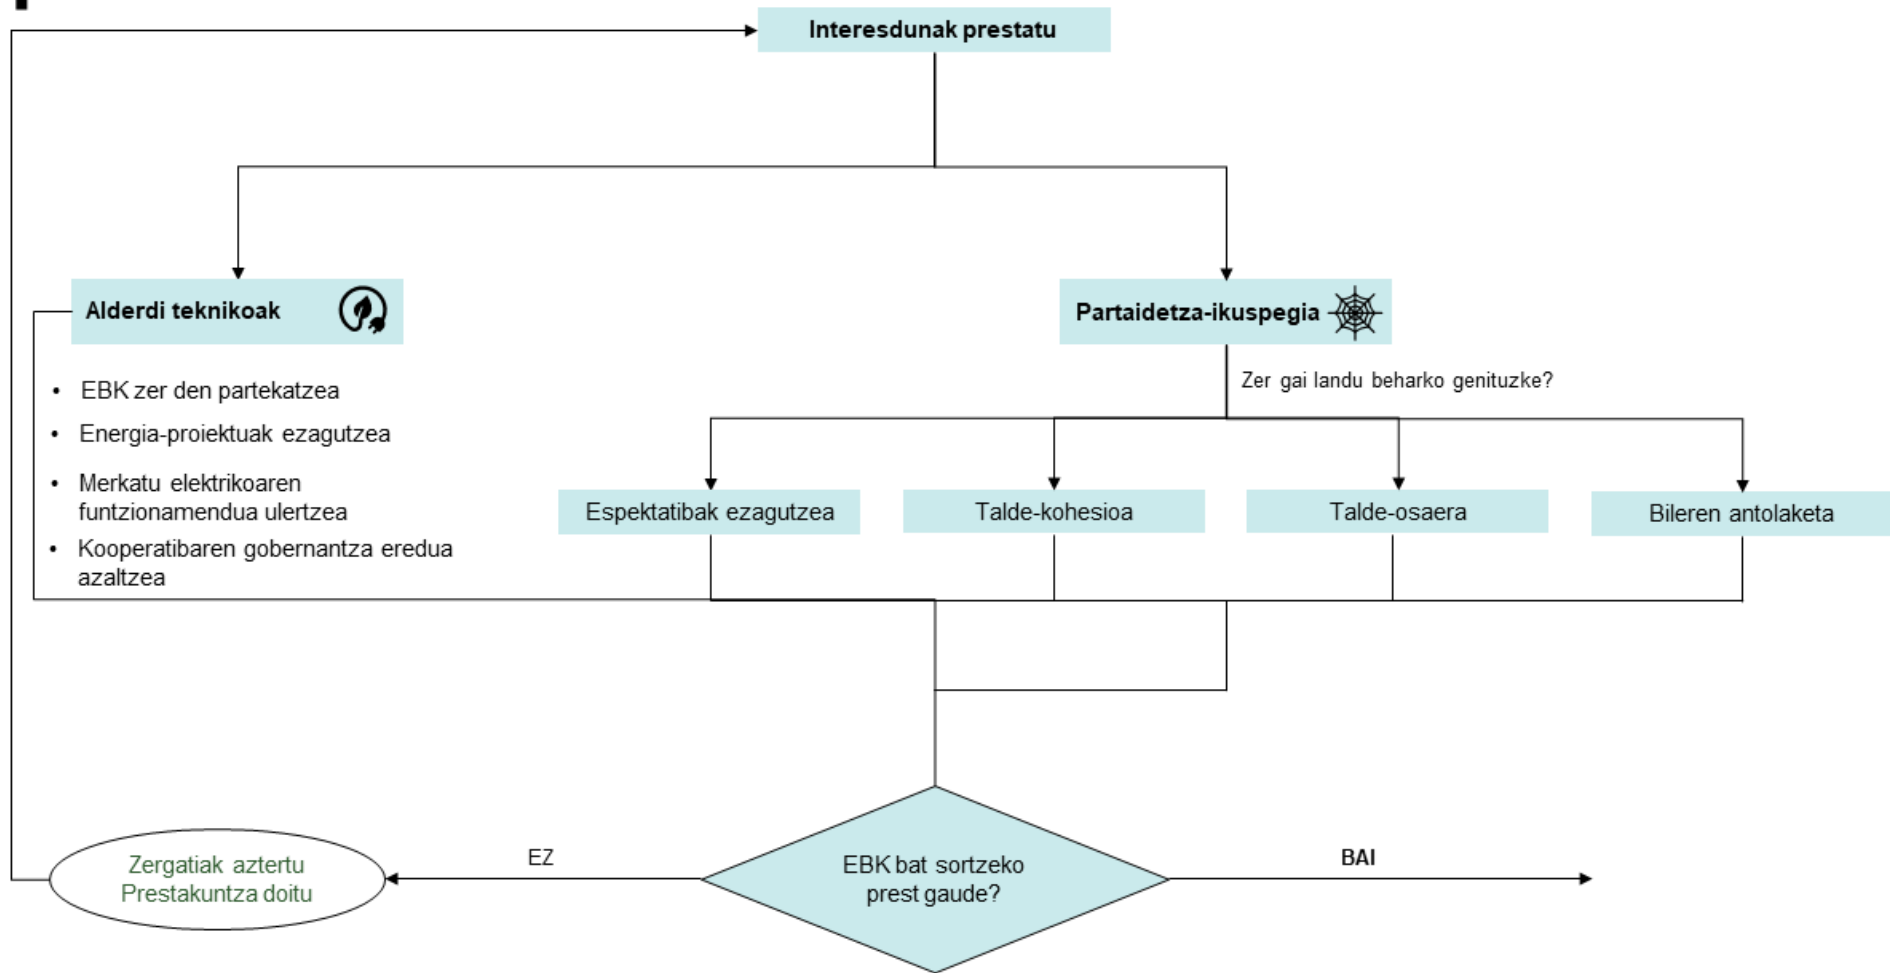 Interesdunak prestatu
Alderdi teknikoak
Partaidetza-ikuspegia
• EBK zer den partekatzea
• Energia-proiektuak ezagutzea
• Merkatu elektrikoaren
funtzionamendua ulertzea
• Kooperatibaren gobernantza eredua
azaltzea
Zer gai landu beharko genituzke?
Espektatibak ezagutzea
Talde-kohesioa
Talde-osaera
Bileren antolaketa
Zergatiak aztertu
Prestakuntza doitu
EZ
EBK bat sortzeko
prest gaude?
BAI